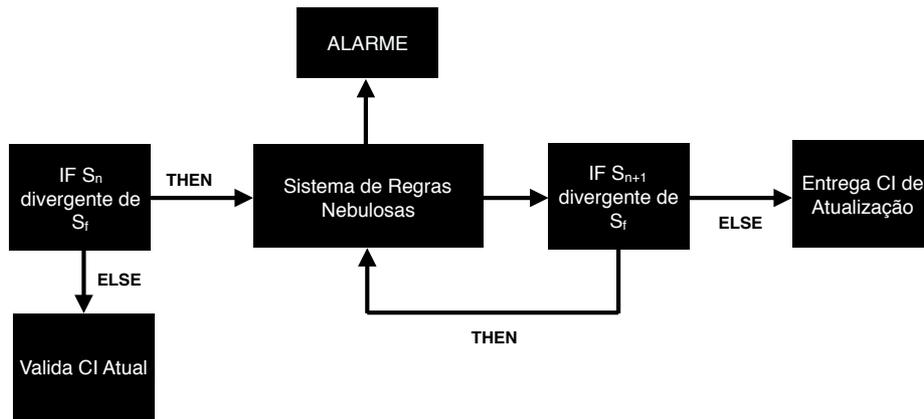 ALARME
IF Sn
divergente de
Sf
THEN
Sistema de Regras
Nebulosas
IF Sn+1
divergente de
Sf
ELSE
Entrega CI de
Atualização
ELSE
Valida CI Atual
THEN